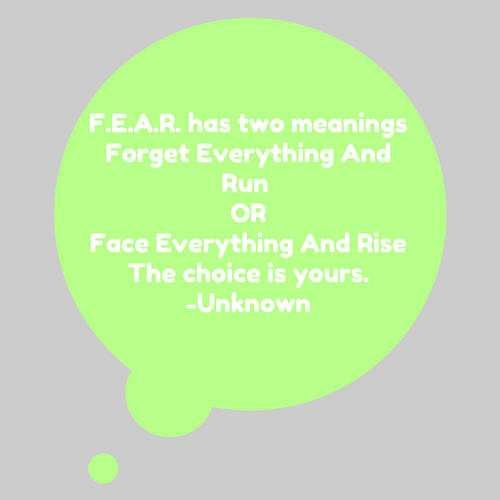 F.E.A.R. has two meanings
Forget Everything And
Run
OR
Face Everything And Rise
The choice is yours.
-Unknown